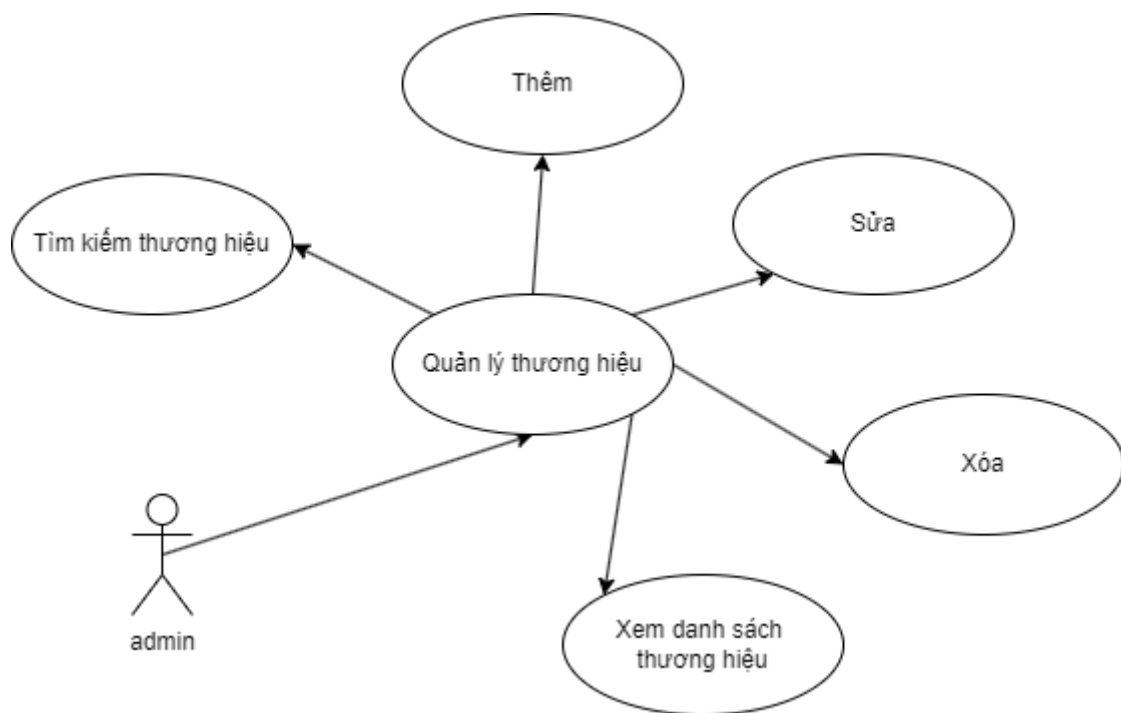 Thêm
Sửa
Tìm kiếm thương hiệu
Quản lý thương hiệu
Xóa
admin
Xem danh sách
thương hiệu